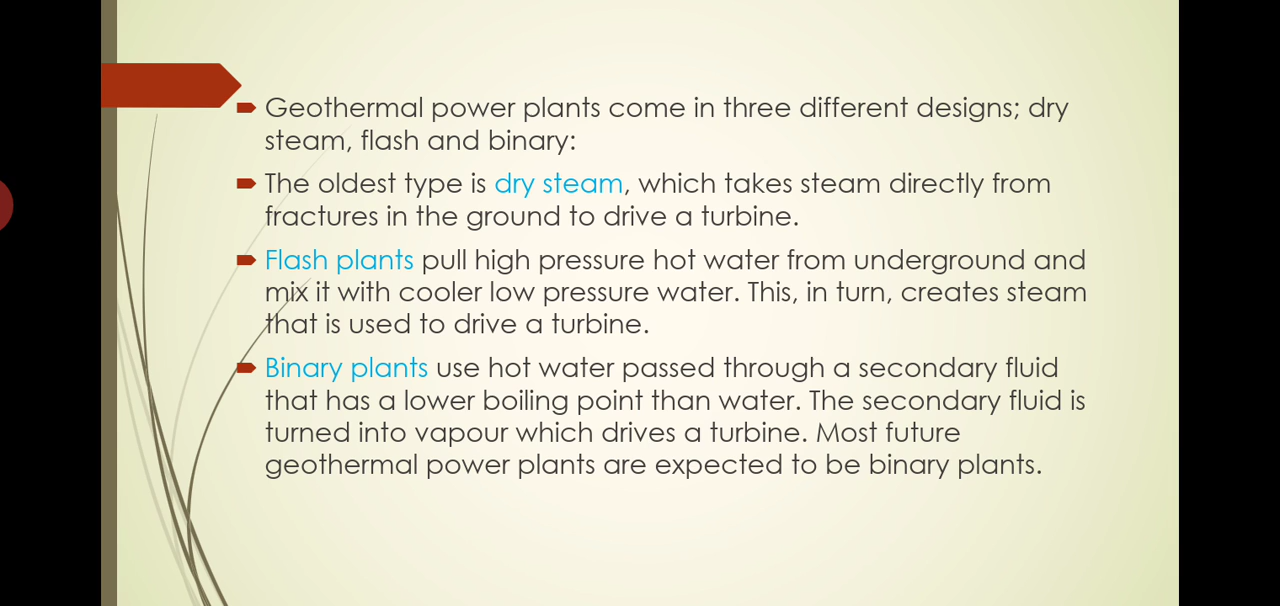 Geothermal power plants come in three different designs; dry
steam, flash and binary:
The oldest type is dry steam, which takes steam directly from
fractures in the ground to drive a turbine.
Flash plants pull high pressure hot water from underground and
mix it with cooler low pressure water. This, in turn, creates steam
that is used to drive a turbine.
Binary plants use hot water passed through a secondary fluid
that has a lower boiling point than water. The secondary fluid is
turned into vapour which drives a turbine. Most future
geothermal power plants are expected to be binary plants.